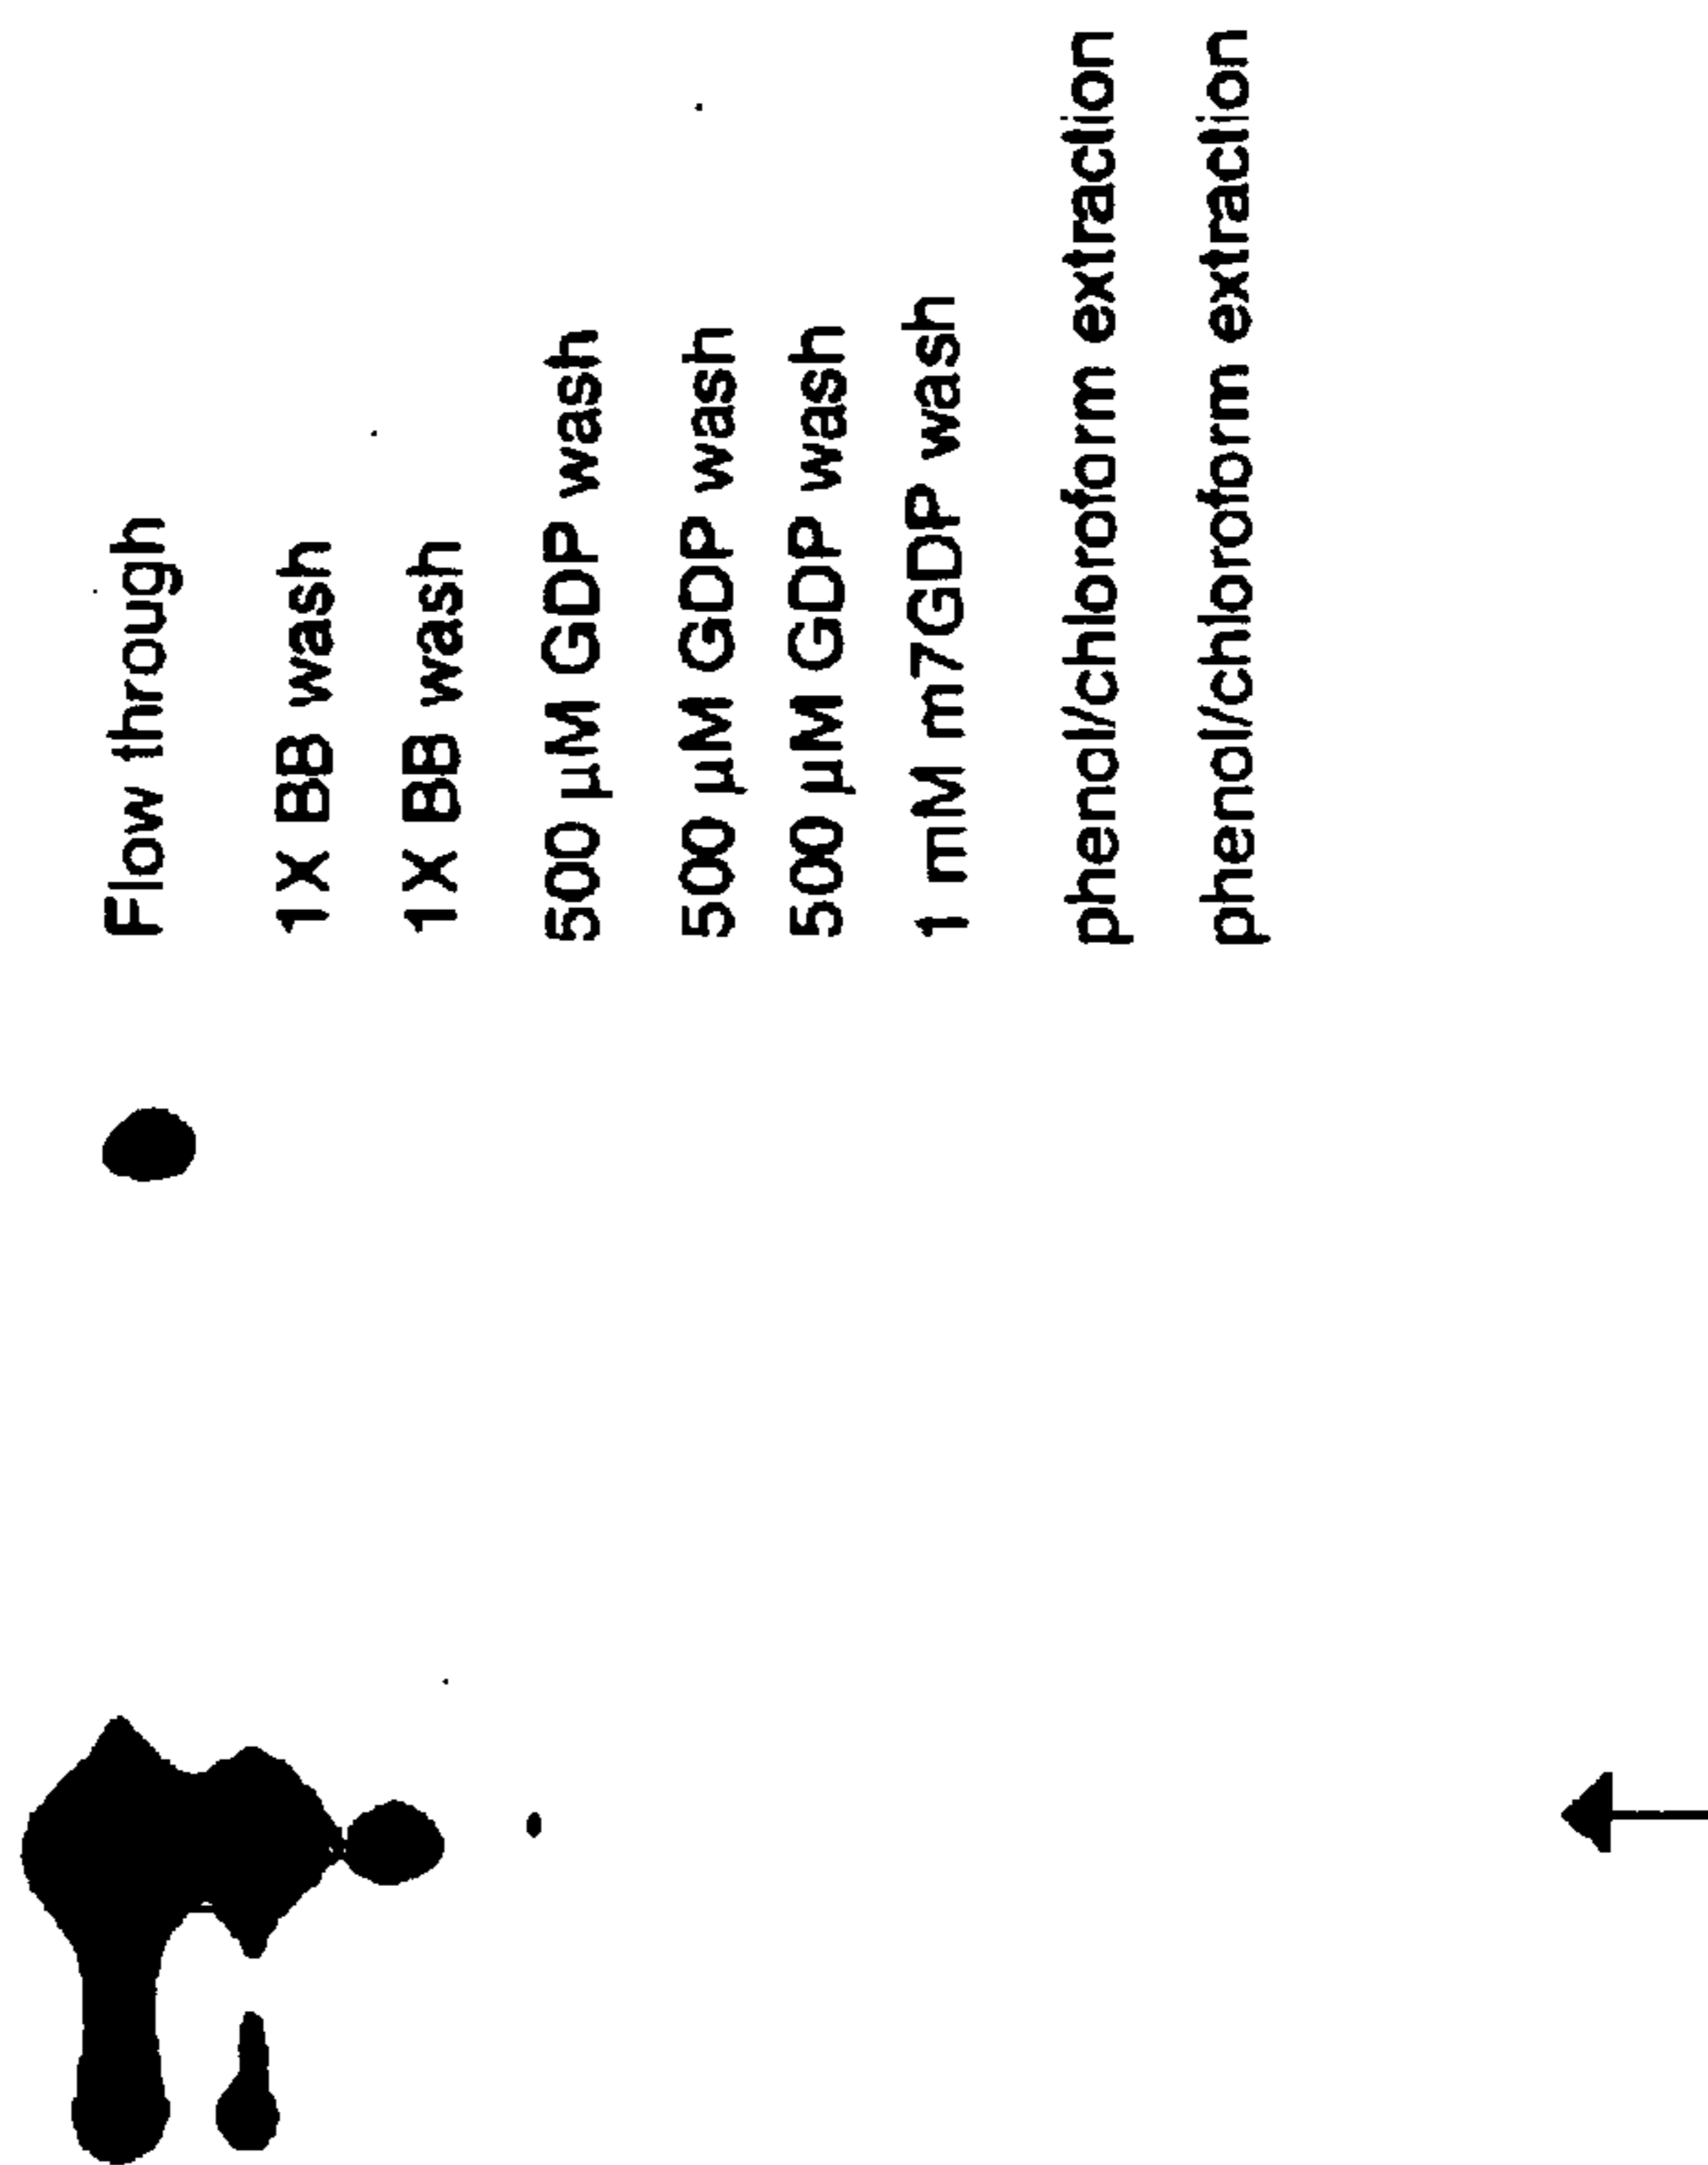 Flow through
1X BB wash
1X BB wash
500 µM GDP wash
500 µM GDP wash
500 µM GDP wash
1 mM m7GDP wash
phenol/chloroform extraction
phenol/chloroform extraction